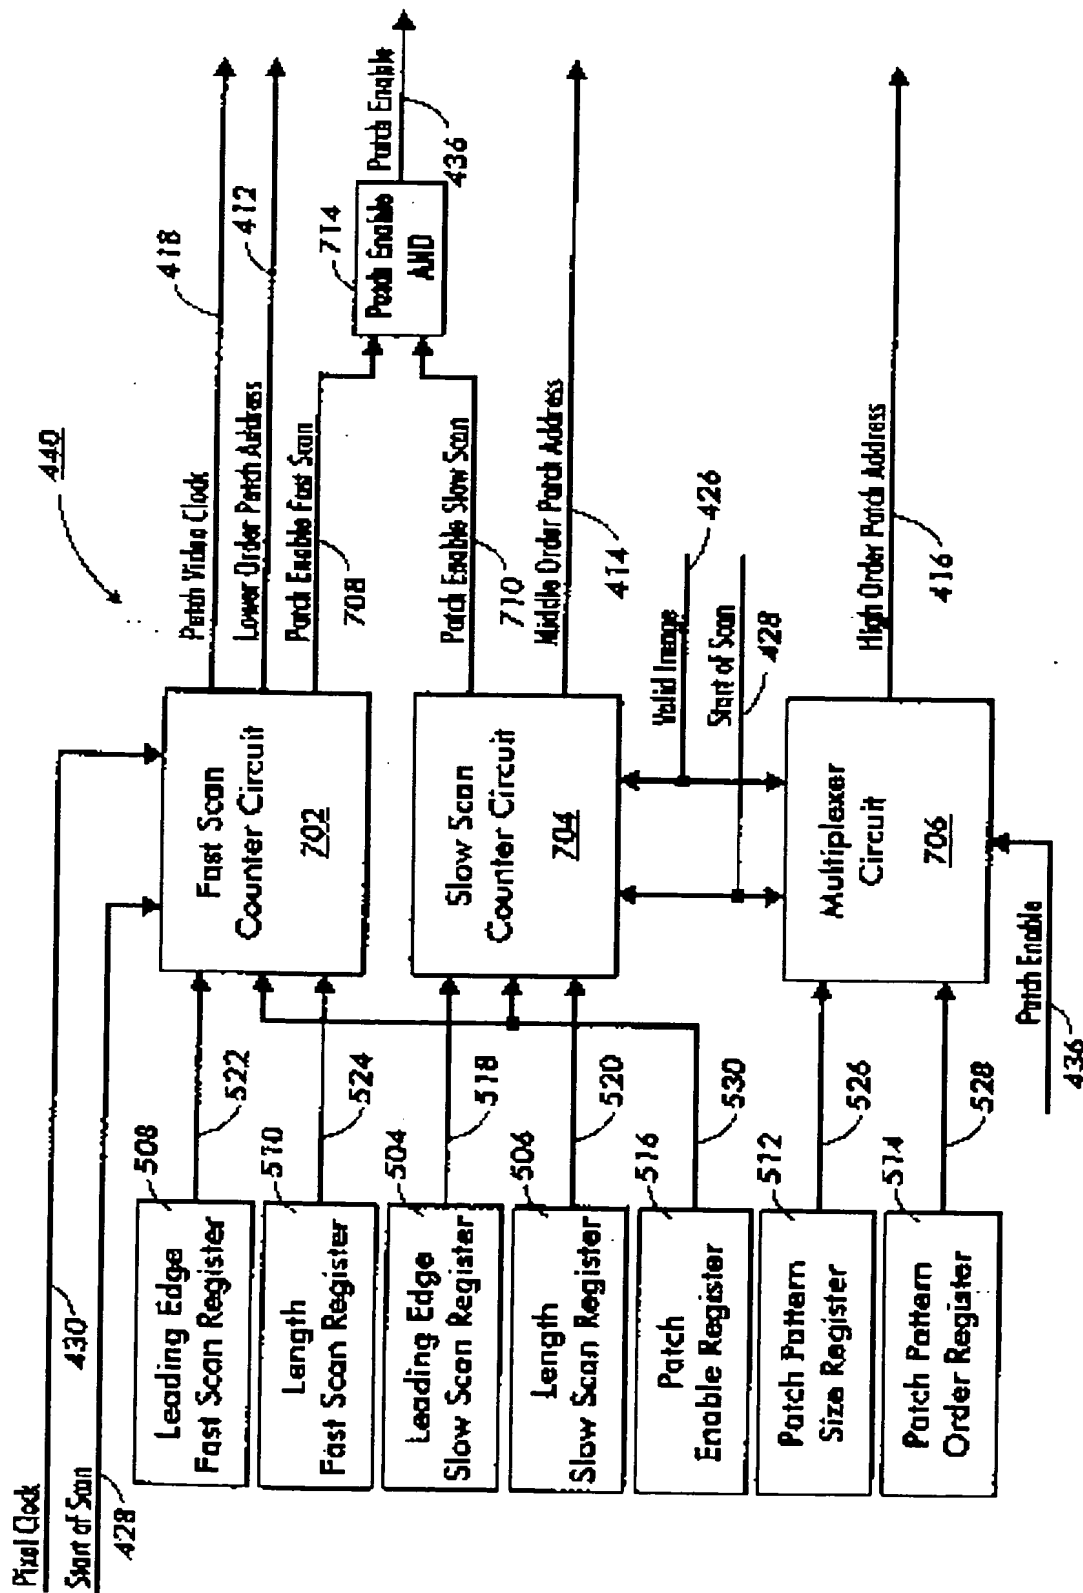 Pixel Clock
430
Start of Scan
428
440
Leading Edge
Fast Scan Register
508
522
Length
Fast Scan Register
510
524
Leading Edge
Slow Scan Register
504
518
Length
Slow Scan Register
506
520
Patch
Enable Register
516
530
Patch Pattern
Size Register
512
526
Patch Pattern
Order Register
514
528
Fast Scan
Counter Circuit
702
Slow Scan
Counter Circuit
704
Multiplexer
Circuit
706
Patch Enable
436
Valid Image
426
Start of Scan
428
Patch Video Clock
418
Lower Order Patch Address
412
Patch Enable Fast Scan
708
Patch Enable Slow Scan
710
Middle Order Patch Address
414
High Order Patch Address
416
714
Patch Enable
AND
Patch Enable
436